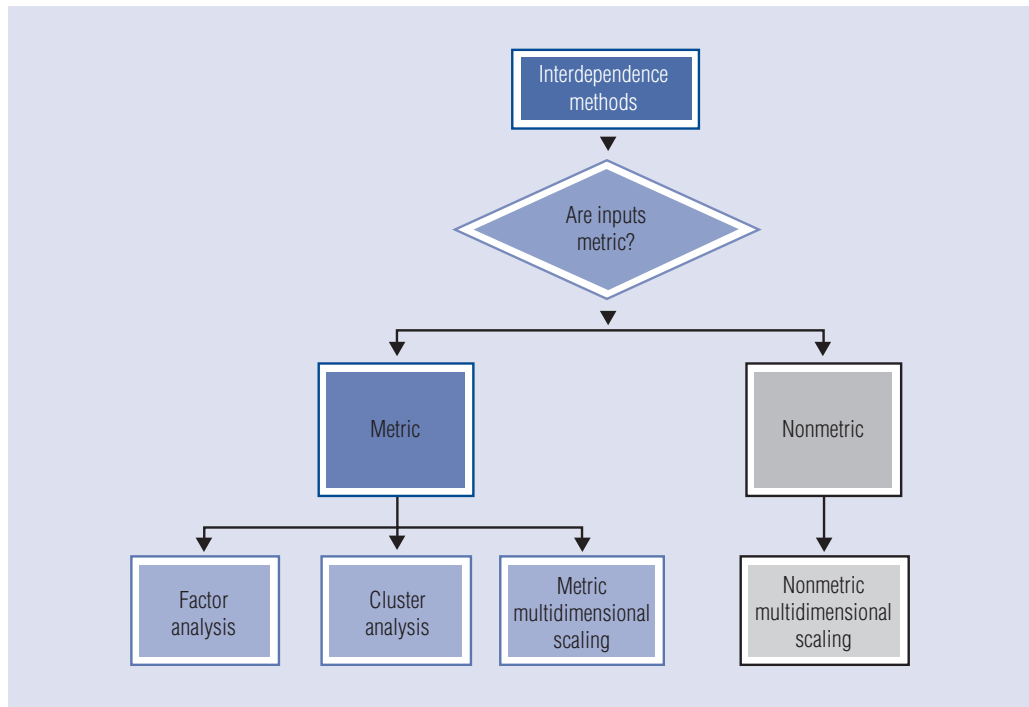 Interdependence
methods
Are inputs
metric?
Metric
Nonmetric
Factor
analysis
Cluster
analysis
Metric
multidimensional
scaling
Nonmetric
multidimensional
scaling